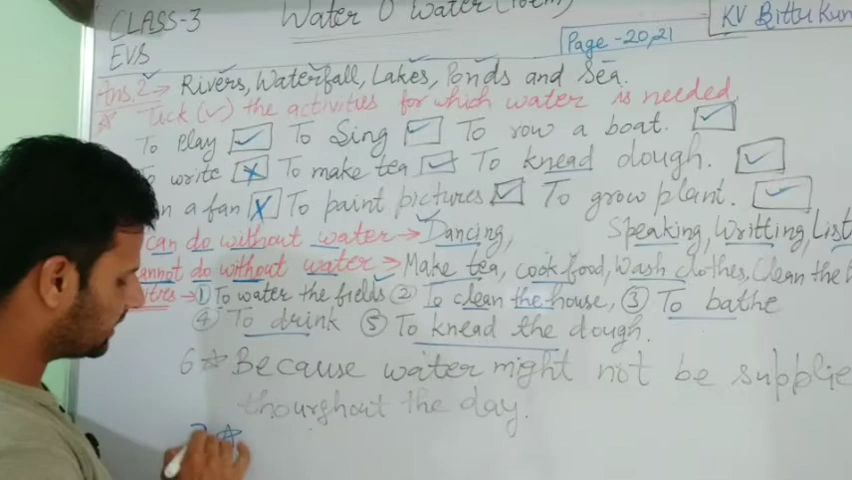 CLASS-3 Water O Water (Poem) KV Bittu Kum
EVS Page -20,21
Ans.2 → Rivers, Waterfall, Lakes, Ponds and Sea.
☆ Tick (✓) the activities for which water is needed.
To Play ✓ To Sing ✓ To row a boat. ✓
To write × To make tea ✓ To knead dough. ✓
n a fan × To paint pictures ✓ To grow plant. ✓
can do without water → Dancing, Speaking, Writting, List
annot do without water → Make tea, cook food, Wash clothes, Clean the h
ities → ① To water the fields ② To clean the house, ③ To bathe
④ To drink ⑤ To knead the dough.
6 ☆ Because water might not be supplie
thourghout the day.
7 ☆